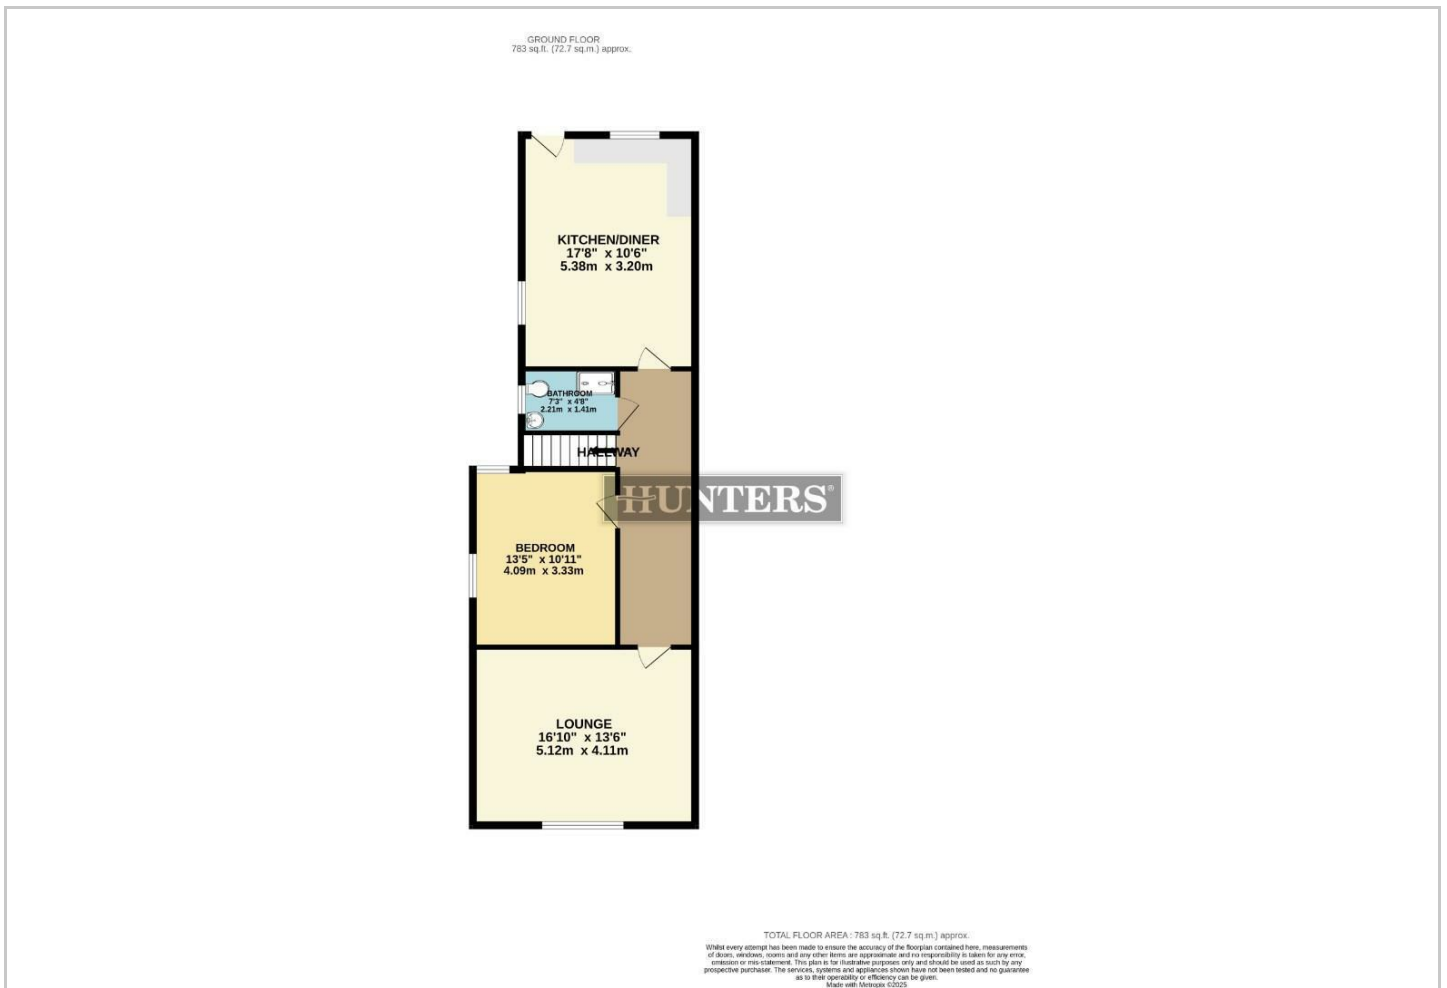 GROUND FLOOR
783 sq.ft. (72.7 sq.m.) approx.
KITCHEN/DINER
17'8" x 10'6"
5.38m x 3.20m
BATHROOM
7'3" x 4'8"
2.21m x 1.41m
HALLWAY
HUNTERS®
BEDROOM
13'5" x 10'11"
4.09m x 3.33m
LOUNGE
16'10" x 13'6"
5.12m x 4.11m
TOTAL FLOOR AREA : 783 sq.ft. (72.7 sq.m.) approx.
Whilst every attempt has been made to ensure the accuracy of the floorplan contained here, measurements
of doors, windows, rooms and any other items are approximate and no responsibility is taken for any error,
omission or mis-statement. This plan is for illustrative purposes only and should be used as such by any
prospective purchaser. The services, systems and appliances shown have not been tested and no guarantee
as to their operability or efficiency can be given.
Made with Metropix ©2025